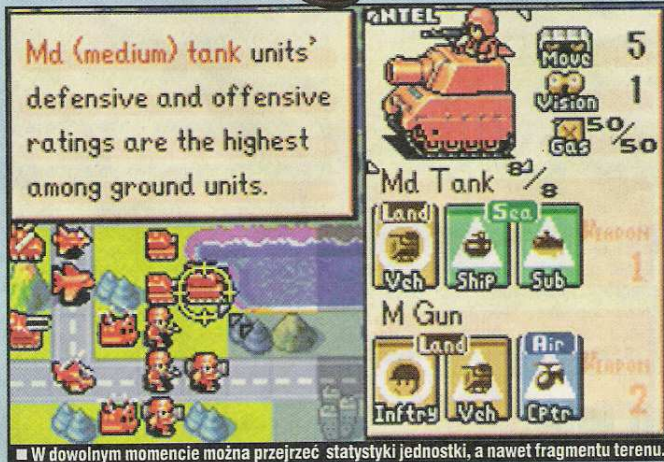 Md (medium) tank units'
defensive and offensive
ratings are the highest
among ground units.
INTEL
Move 5
Vision 1
Gas 50/50
Md Tank 8/8
Land Sea
Veh Ship Sub
WEAPON
1
M Gun
Land Air
Inftry Veh CPtr
WEAPON
2
■ W dowolnym momencie można przejrzeć statystyki jednostki, a nawet fragmentu terenu.